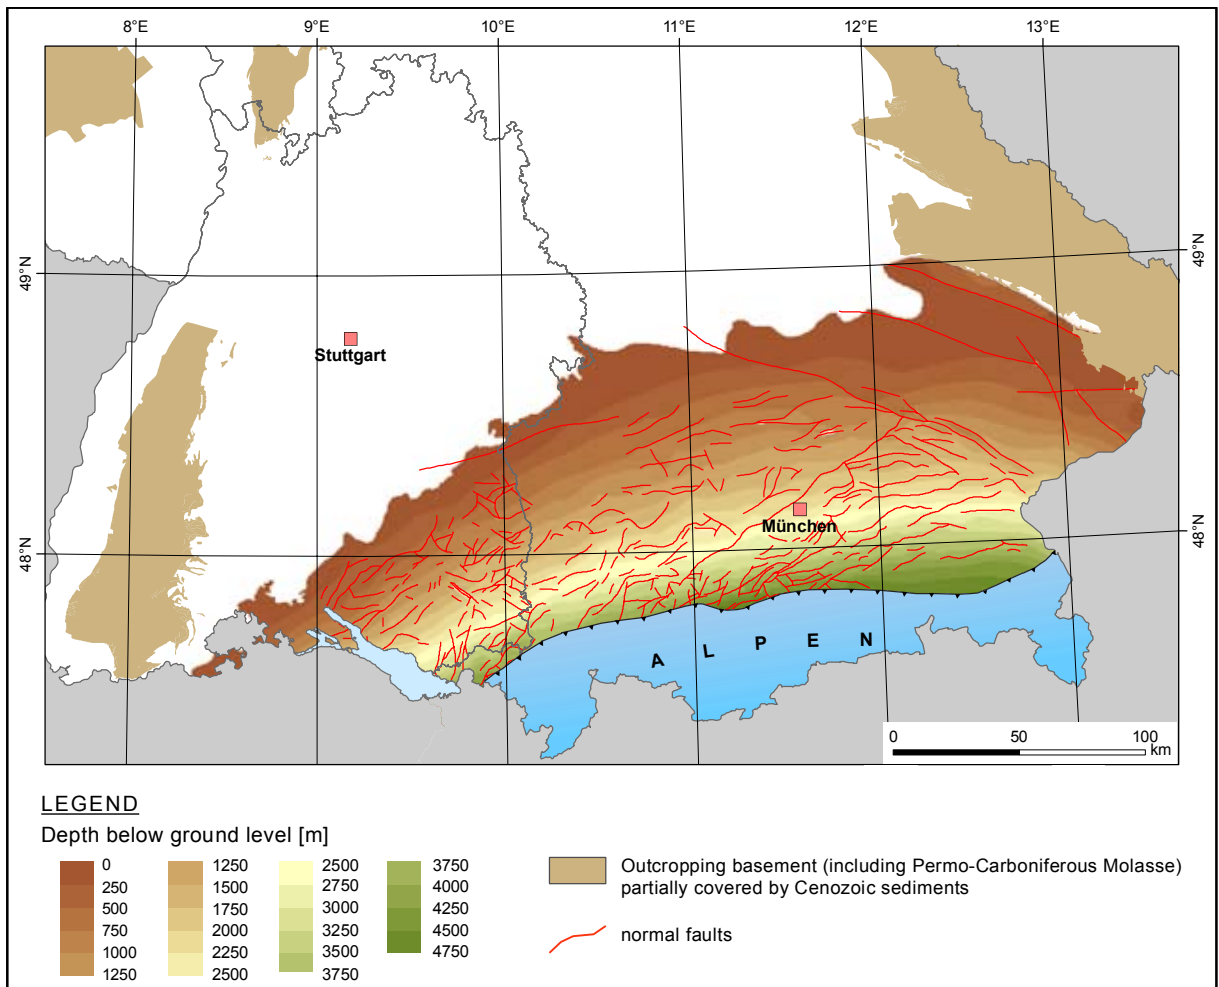 8°E 9°E 10°E 11°E 12°E 13°E
49°N 49°N
Stuttgart
München
48°N 48°N
A L P E N
0 50 100
km
LEGEND
Depth below ground level [m]
0 1250 2500 3750
250 1500 2750 4000
500 1750 3000 4250
750 2000 3250 4500
1000 2250 3500 4750
1250 2500 3750
Outcropping basement (including Permo-Carboniferous Molasse)
partially covered by Cenozoic sediments
normal faults